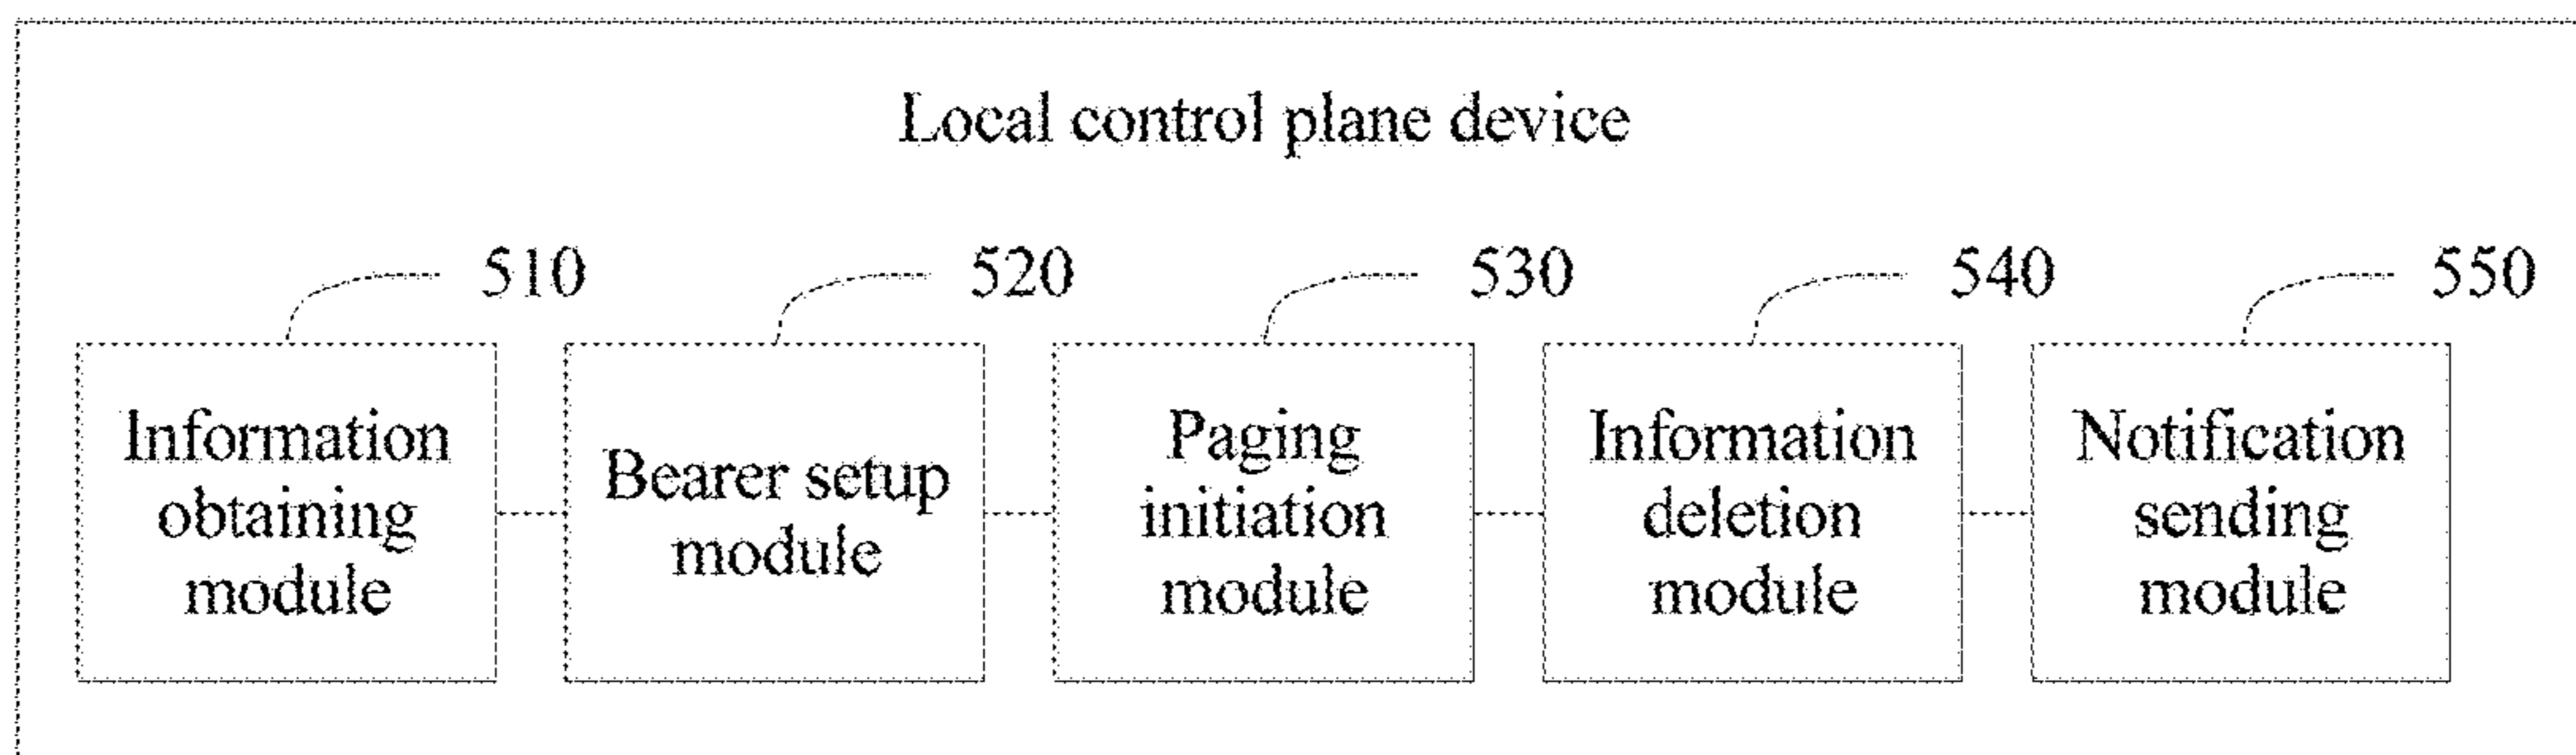 Local control plane device
510
520
530
540
550
Information
obtaining
module
Bearer setup
module
Paging
initiation
module
Information
deletion
module
Notification
sending
module